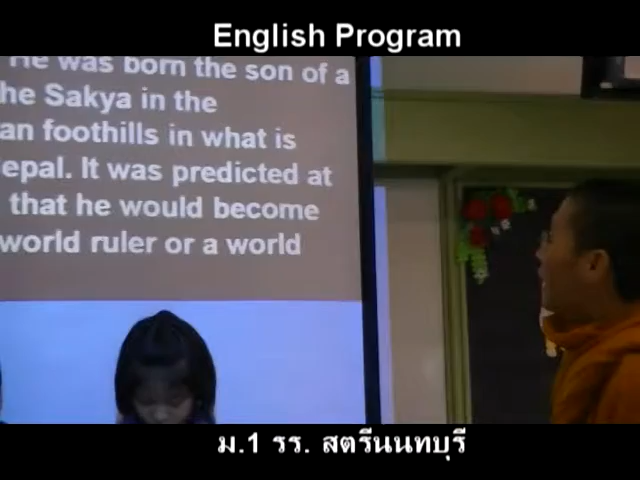 English Program
He was born the son of a
he Sakya in the
an foothills in what is
epal. It was predicted at
that he would become
world ruler or a world
ม.1 รร. สตรีนนทบุรี